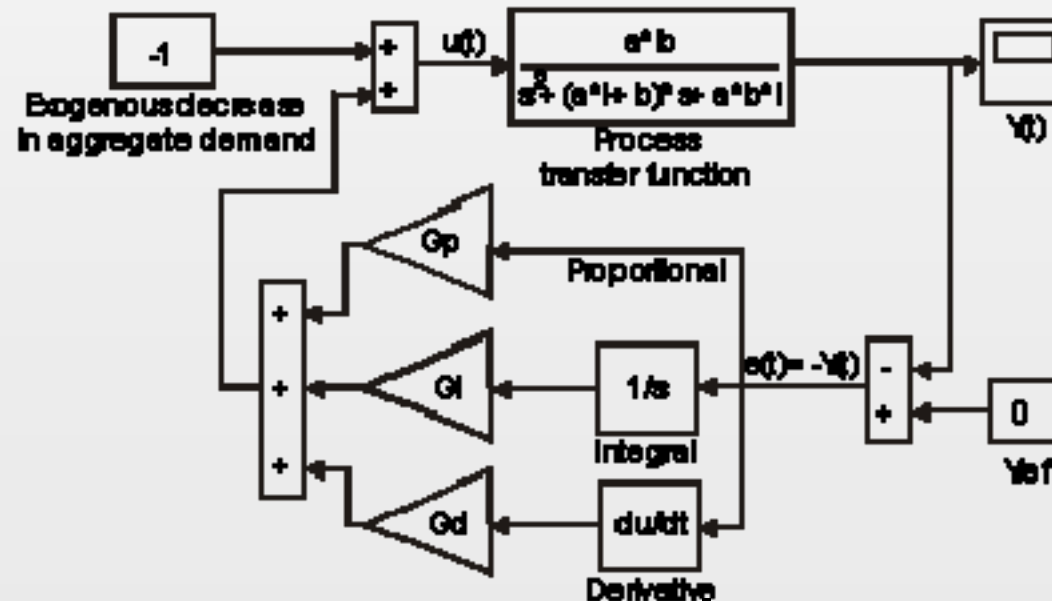 -1
+
+
u(t)
a*b
s²+ (a*l+ b)*s+ a*b*l
Y(t)
Exogenous decrease
in aggregate demand
Process
transfer function
Gp
Proportional
+
+
+
Gi
1/s
e(t)= -Y(t)
-
+
0
Integral
Yref
Gd
du/dt
Derivative